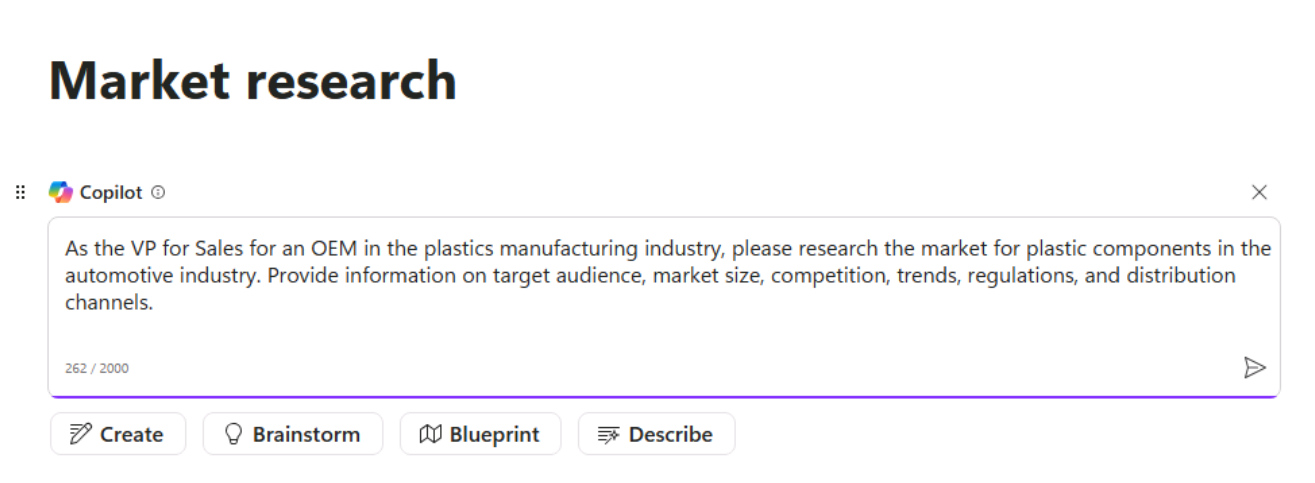 Market research
Copilot
As the VP for Sales for an OEM in the plastics manufacturing industry, please research the market for plastic components in the
automotive industry. Provide information on target audience, market size, competition, trends, regulations, and distribution
channels.
262 / 2000
Create Brainstorm Blueprint Describe